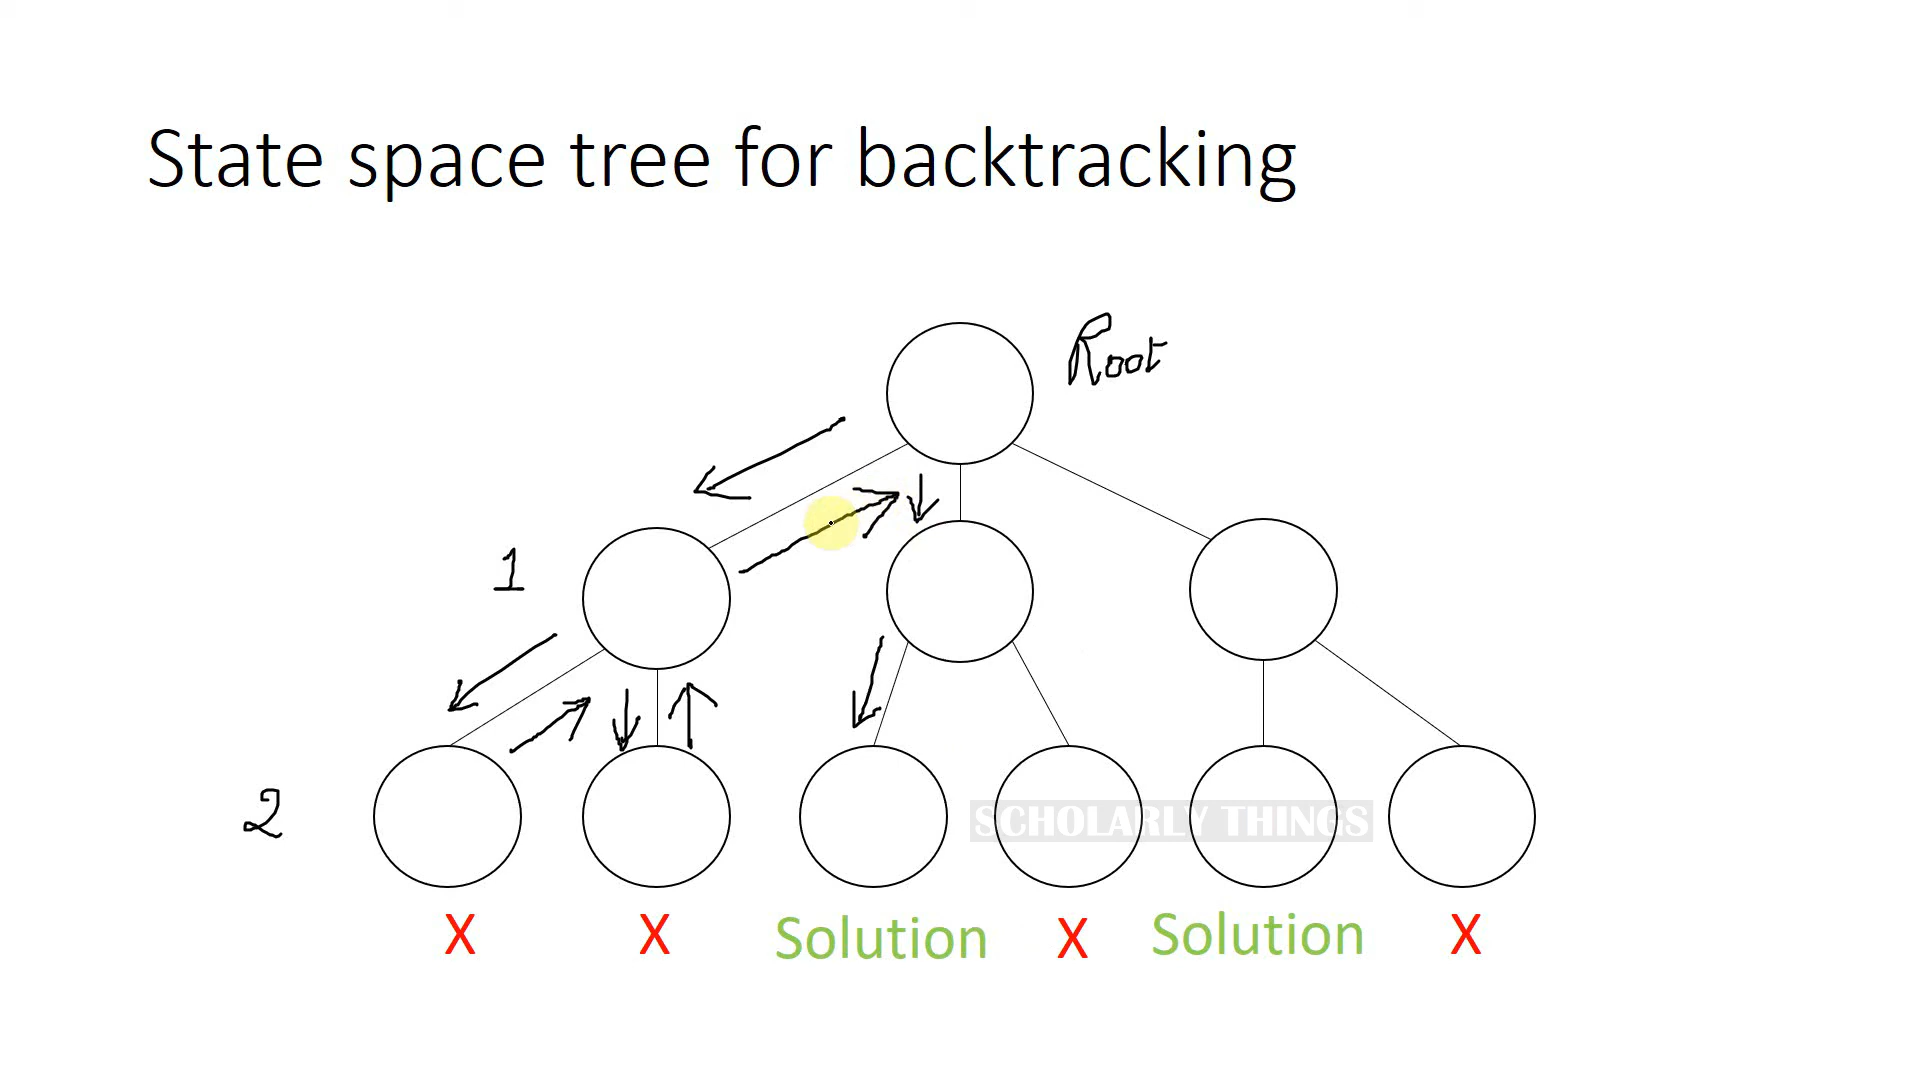 State space tree for backtracking
Root
1
2
SCHOLARLY THINGS
X X Solution X Solution X